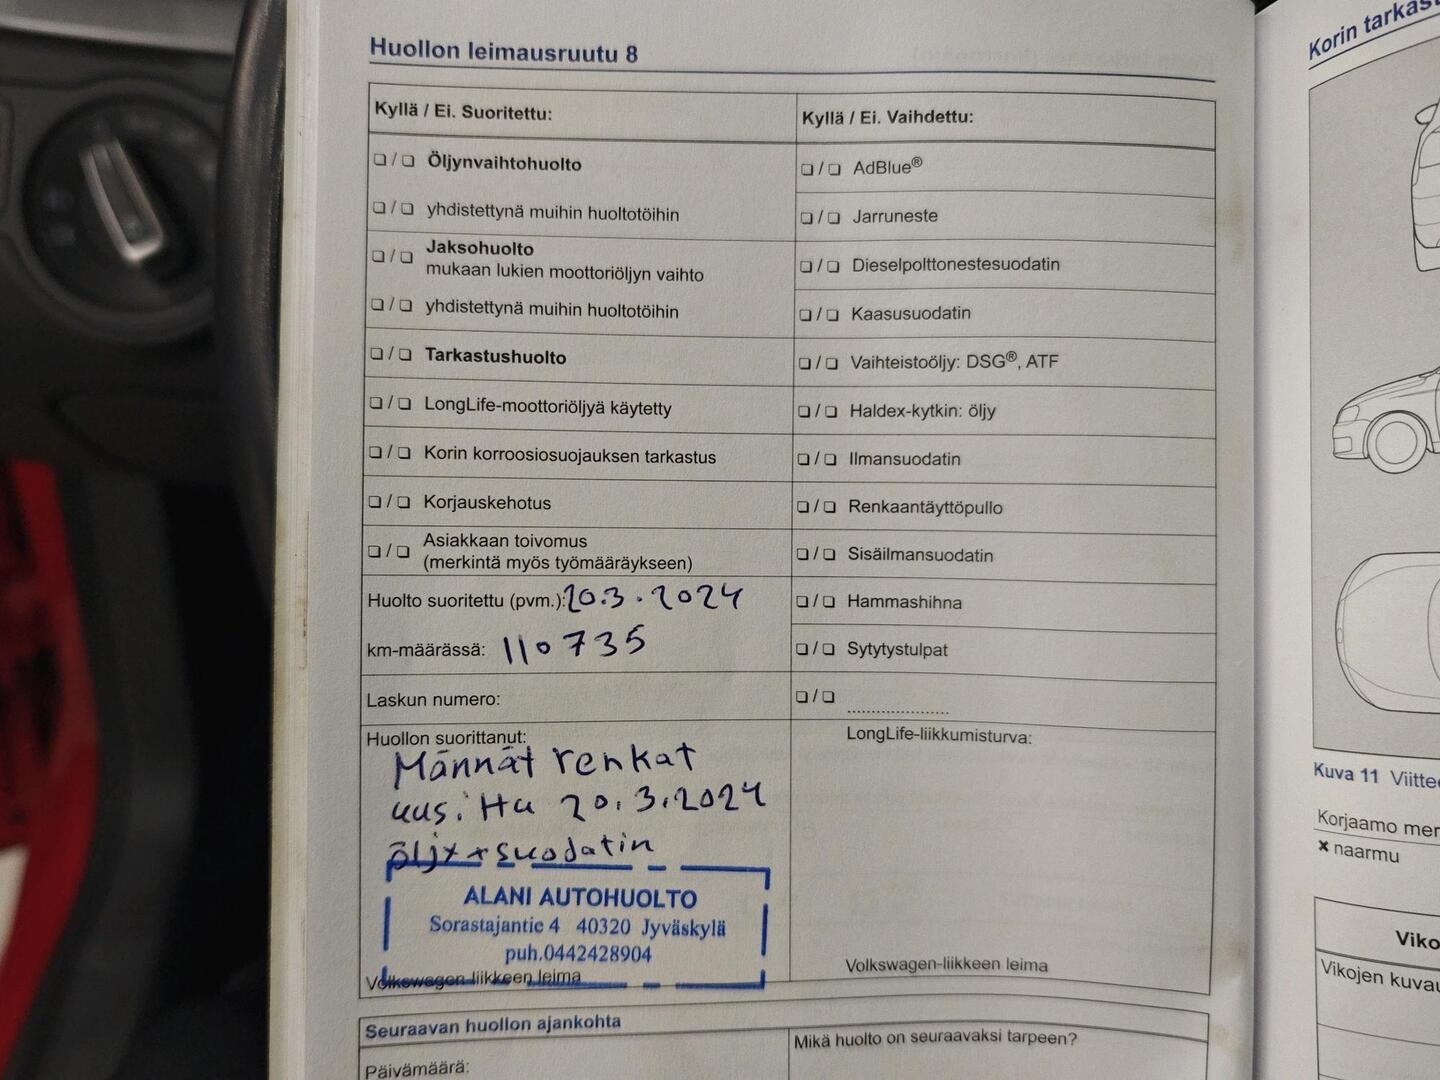 Huollon leimausruutu 8
Kyllä / Ei. Suoritettu:
❏ / ❏ Öljynvaihtohuolto
❏ / ❏ yhdistettynä muihin huoltotöihin
❏ / ❏ Jaksohuolto
mukaan lukien moottoriöljyn vaihto
❏ / ❏ yhdistettynä muihin huoltotöihin
❏ / ❏ Tarkastushuolto
❏ / ❏ LongLife-moottoriöljyä käytetty
❏ / ❏ Korin korroosiosuojauksen tarkastus
❏ / ❏ Korjauskehotus
❏ / ❏ Asiakkaan toivomus
(merkintä myös työmääräykseen)
Huolto suoritettu (pvm.): 20.3.2024
km-määrässä: 110735
Laskun numero:
Huollon suorittanut:
Männät renkat
uusittu 20.3.2024
öljy + suodatin
ALANI AUTOHUOLTO
Sorastajantie 4 40320 Jyväskylä
puh.0442428904
Volkswagen-liikkeen leima
Kyllä / Ei. Vaihdettu:
❏ / ❏ AdBlue®
❏ / ❏ Jarruneste
❏ / ❏ Dieselpolttonestesuodatin
❏ / ❏ Kaasusuodatin
❏ / ❏ Vaihteistoöljy: DSG®, ATF
❏ / ❏ Haldex-kytkin: öljy
❏ / ❏ Ilmansuodatin
❏ / ❏ Renkaantäyttöpullo
❏ / ❏ Sisäilmansuodatin
❏ / ❏ Hammashihna
❏ / ❏ Sytytystulpat
❏ / ❏ ....................
LongLife-liikkumisturva:
Volkswagen-liikkeen leima
Seuraavan huollon ajankohta
Päivämäärä:
Mikä huolto on seuraavaksi tarpeen?
Korin tarkast
Kuva 11 Viittee
Korjaamo mer
✖ naarmu
Viko
Vikojen kuvau